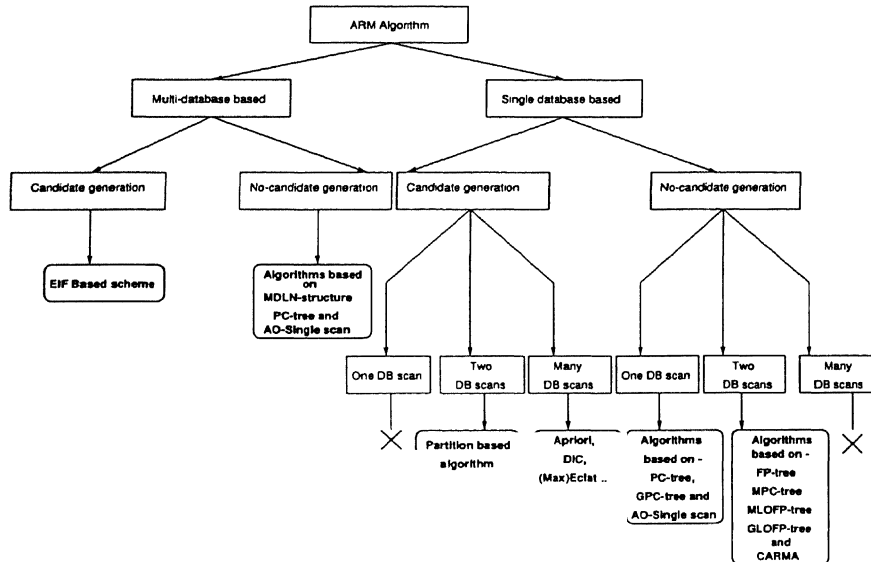 ARM Algorithm
Multi-database based
Single database based
Candidate generation
No-candidate generation
Candidate generation
No-candidate generation
EIF Based scheme
Algorithms based
on
MDLN-structure
PC-tree and
AO-Single scan
One DB scan
Two
DB scans
Many
DB scans
One DB scan
Two
DB scans
Many
DB scans
Partition based
algorithm
Apriori,
DIC,
(Max)Eclat ..
Algorithms
based on -
PC-tree,
GPC-tree and
AO-Single scan
Algorithms
based on -
FP-tree
MPC-tree
MLOFP-tree
GLOFP-tree
and
CARMA